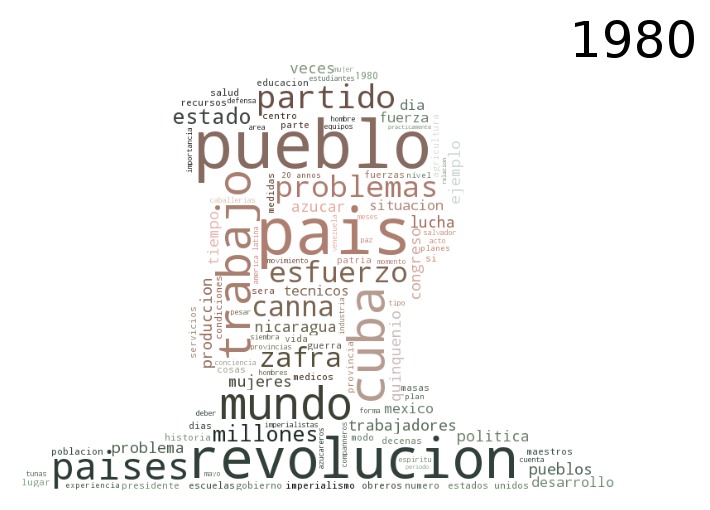 1980
veces mujer
educacion estudiantes 1980
salud
recursos defensa partido dia
estado centro fuerza
area parte hombre equipos practicamente
importancia pueblo agricultura relacion ejemplo
20 annos fuerzas nivel
medidas problemas
caballerias azucar situacion
tiempo trabajo america latina pais venezuela meses paz lucha
salvador
acto
planes
movimiento patria momento congreso si
esfuerzo
condiciones sera tecnicos
produccion canna industria cuba tipo
pesar nicaragua
servicios siembra vida quinquenio
provincias guerra
conciencia zafra provincia
cosas hombres
mujeres medicos masas
plan
deber mundo forma mexico
dias imperialistas trabajadores
historia millones azucareros companneros modo decenas politica
poblacion problema maestros
paises revolucion espiritu periodo cuenta
tunas mayo pueblos
lugar experiencia presidente escuelas gobierno imperialismo obreros numero estados unidos desarrollo